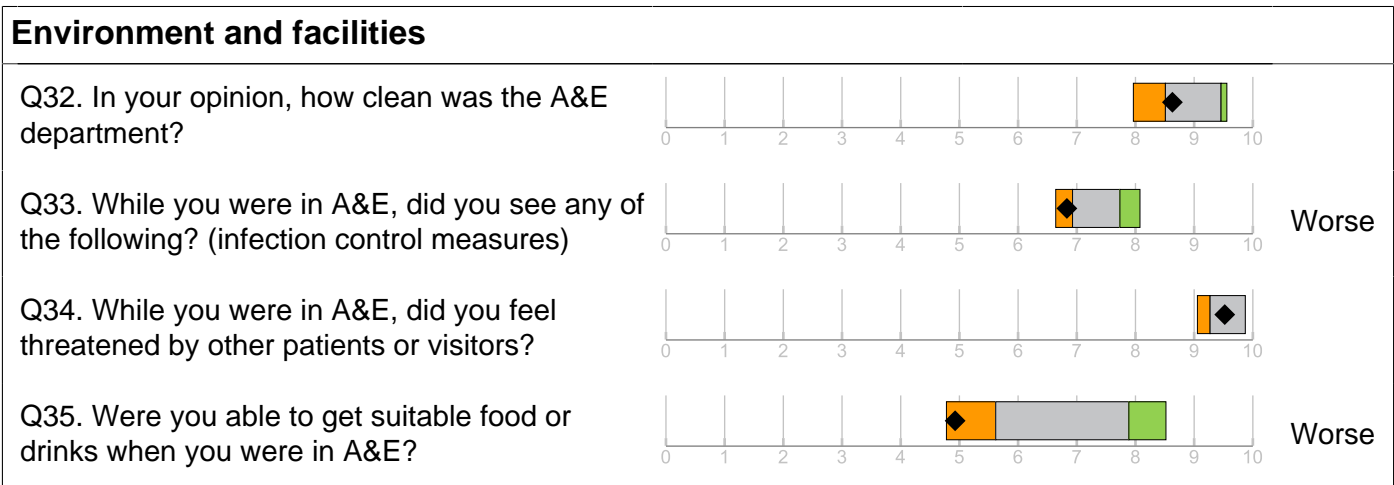 Environment and facilities
Q32. In your opinion, how clean was the A&E
department?
0 1 2 3 4 5 6 7 8 9 10
Q33. While you were in A&E, did you see any of
the following? (infection control measures)
0 1 2 3 4 5 6 7 8 9 10
Worse
Q34. While you were in A&E, did you feel
threatened by other patients or visitors?
0 1 2 3 4 5 6 7 8 9 10
Q35. Were you able to get suitable food or
drinks when you were in A&E?
0 1 2 3 4 5 6 7 8 9 10
Worse